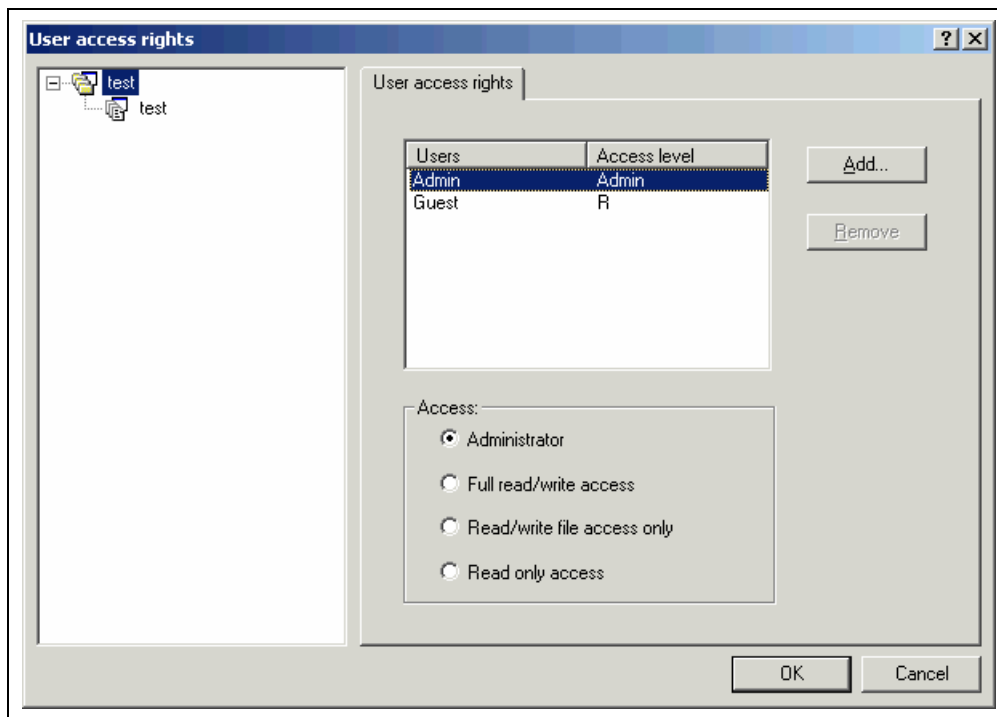 User access rights
test
test
User access rights
Users Access level
Admin Admin
Guest R
Add...
Remove
Access:
Administrator
Full read/write access
Read/write file access only
Read only access
OK Cancel